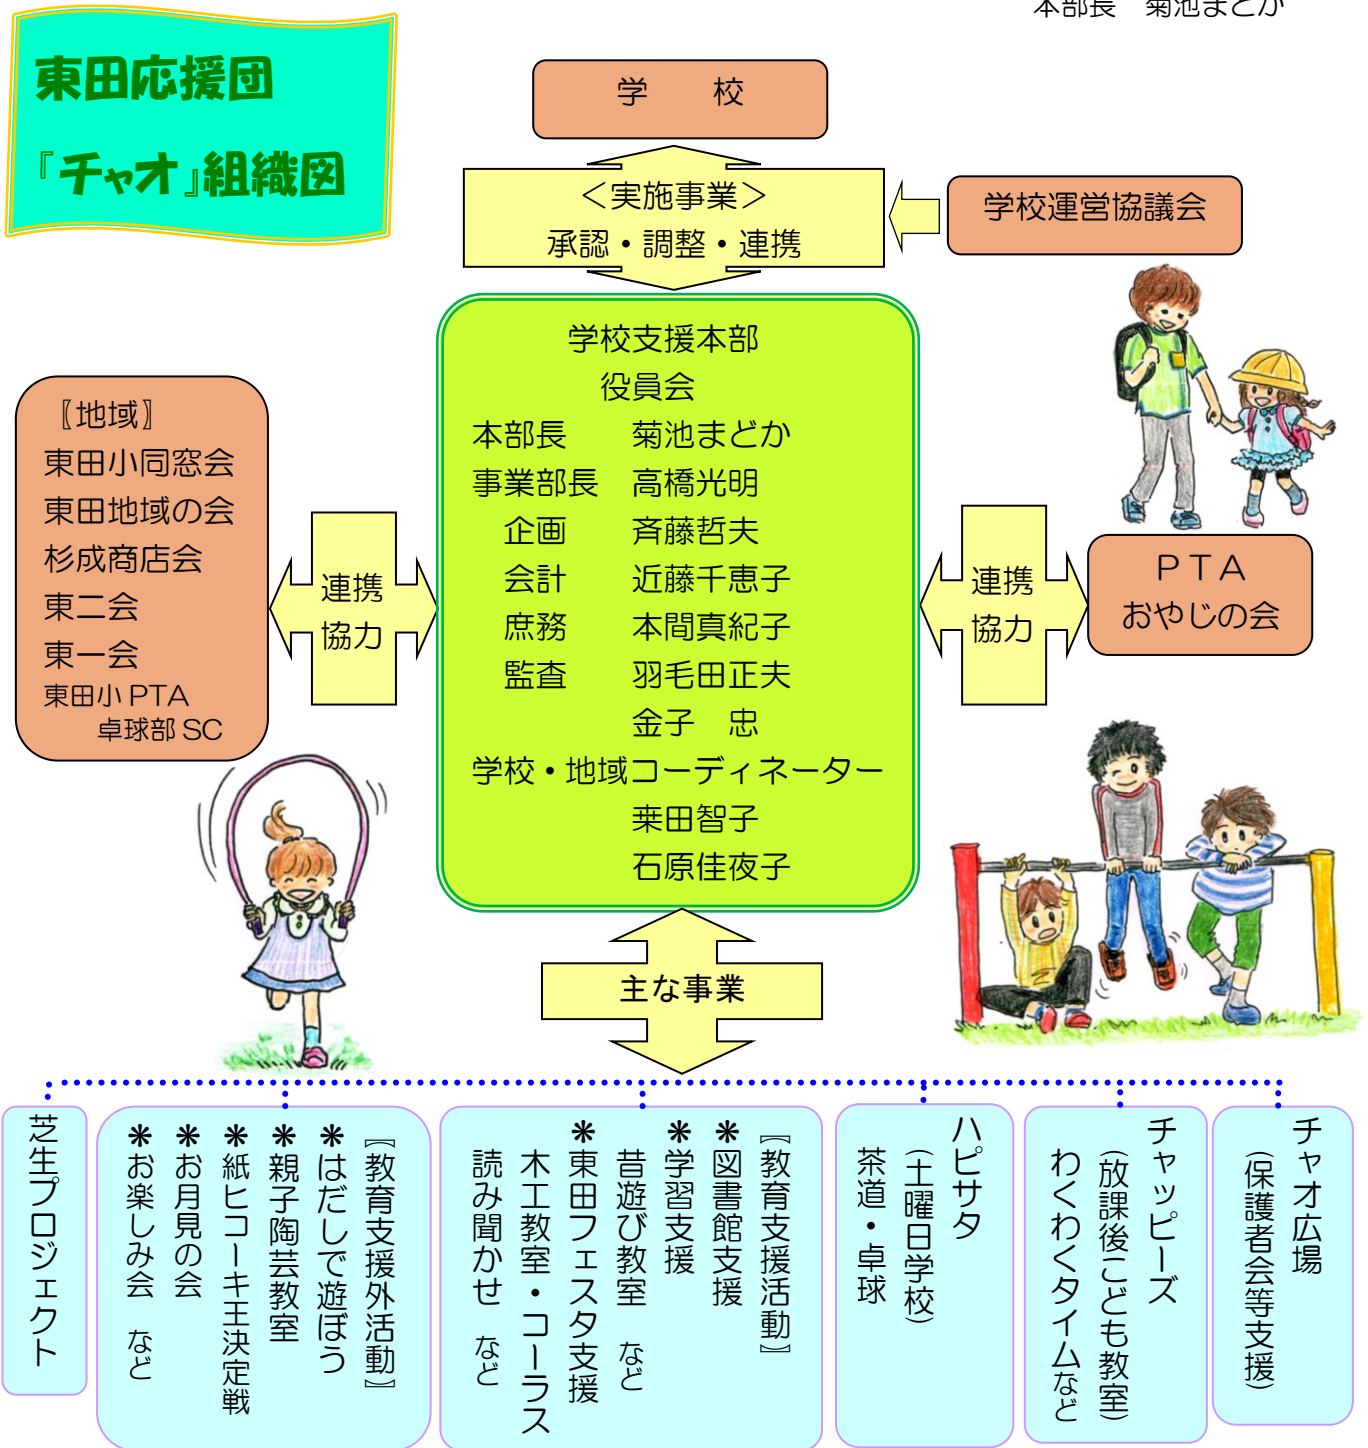 本部長　菊池まどか
東田応援団
『チャオ』組織図
学　　校
＜実施事業＞
承認・調整・連携
学校運営協議会
学校支援本部
役員会
本部長　　菊池まどか
事業部長　高橋光明
企画　　斉藤哲夫
会計　　近藤千恵子
庶務　　本間真紀子
監査　　羽毛田正夫
金子　忠
学校・地域コーディネーター
乗田智子
石原佳夜子
〖地域〗
東田小同窓会
東田地域の会
杉成商店会
東二会
東一会
東田小 PTA
卓球部 SC
連携
協力
連携
協力
ＰＴＡ
おやじの会
主な事業
チャオ広場
（保護者会等支援）
チャッピーズ
（放課後こども教室）
わくわくタイムなど
ハピサタ
（土曜日学校）
茶道・卓球
〖教育支援活動〗
＊図書館支援
＊学習支援
昔遊び教室　など
＊東田フェスタ支援
木工教室・コーラス
読み聞かせ　など
〖教育支援外活動〗
＊はだしで遊ぼう
＊親子陶芸教室
＊紙ヒコーキ王決定戦
＊お月見の会
＊お楽しみ会　など
芝生プロジェクト